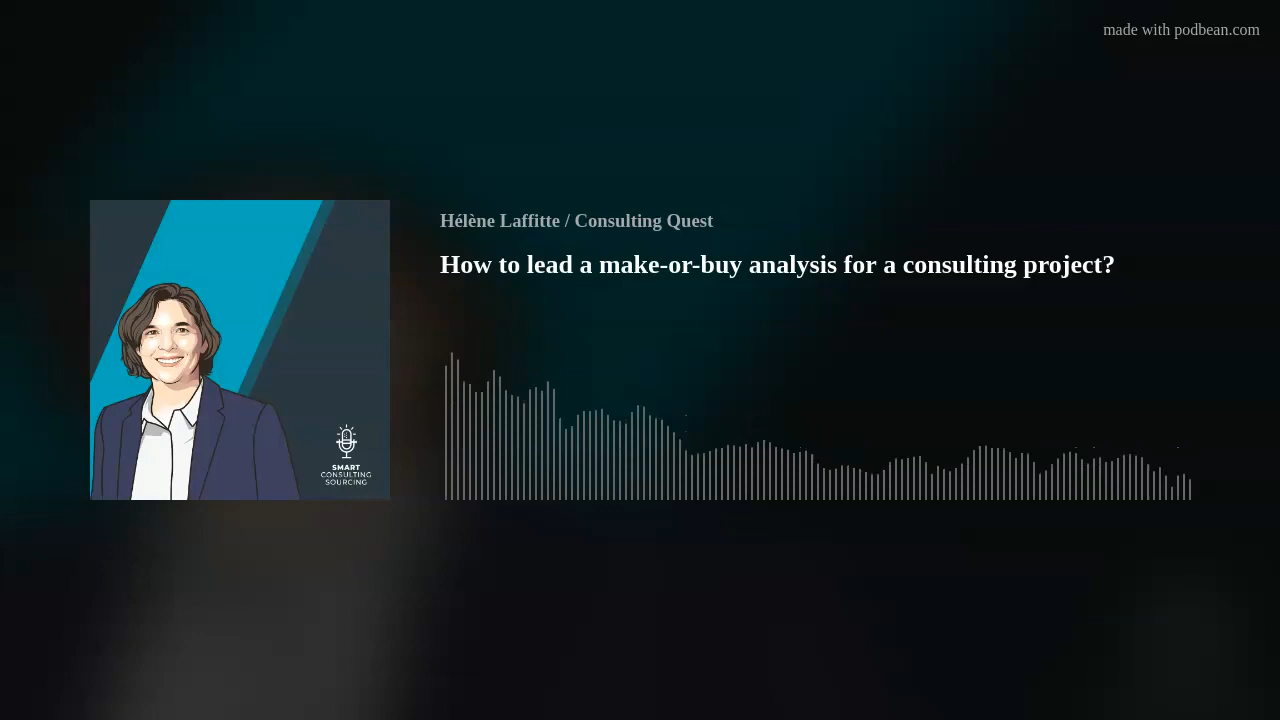 made with podbean.com
Hélène Laffitte / Consulting Quest
How to lead a make-or-buy analysis for a consulting project?
SMART
CONSULTING
SOURCING